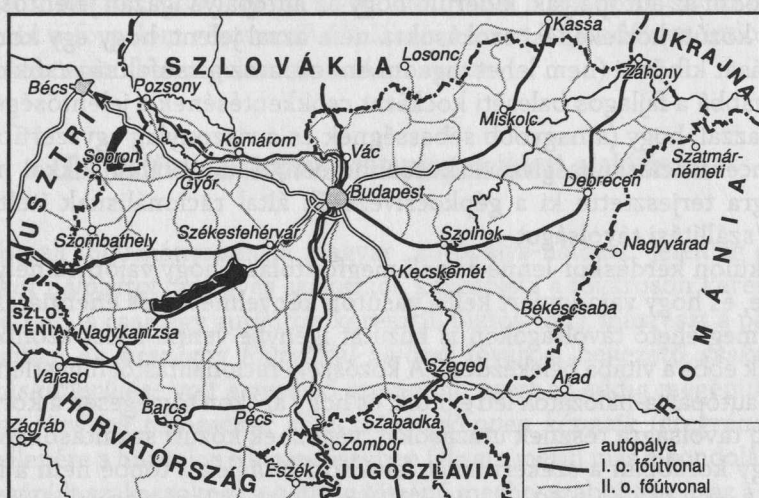 Kassa
UKRAJNA
SZLOVÁKIA
Losonc
Záhony
Bécs
Pozsony
Miskolc
AUSZTRIA
Sopron
Komárom
Vác
Szatmár-
németi
Győr
Debrecen
Budapest
Szombathely
Székesfehérvár
Szolnok
Nagyvárad
Kecskemét
ROMÁNIA
SZLO-
VÉNIA
Nagykanizsa
Békéscsaba
Varasd
Szeged
Arad
HORVÁTORSZÁG
Barcs
Pécs
Szabadka
Zágráb
Zombor
Eszék
JUGOSZLÁVIA
autópálya
I. o. főútvonal
II. o. főútvonal